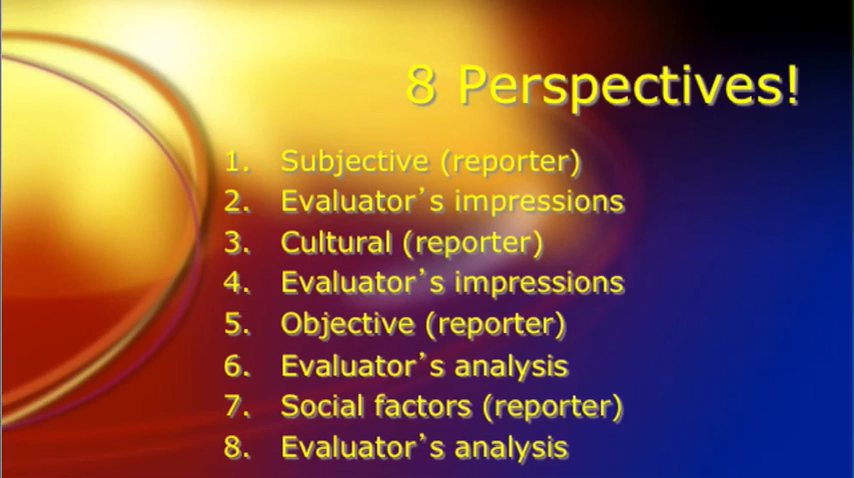 8 Perspectives!
1. Subjective (reporter)
2. Evaluator’s impressions
3. Cultural (reporter)
4. Evaluator’s impressions
5. Objective (reporter)
6. Evaluator’s analysis
7. Social factors (reporter)
8. Evaluator’s analysis